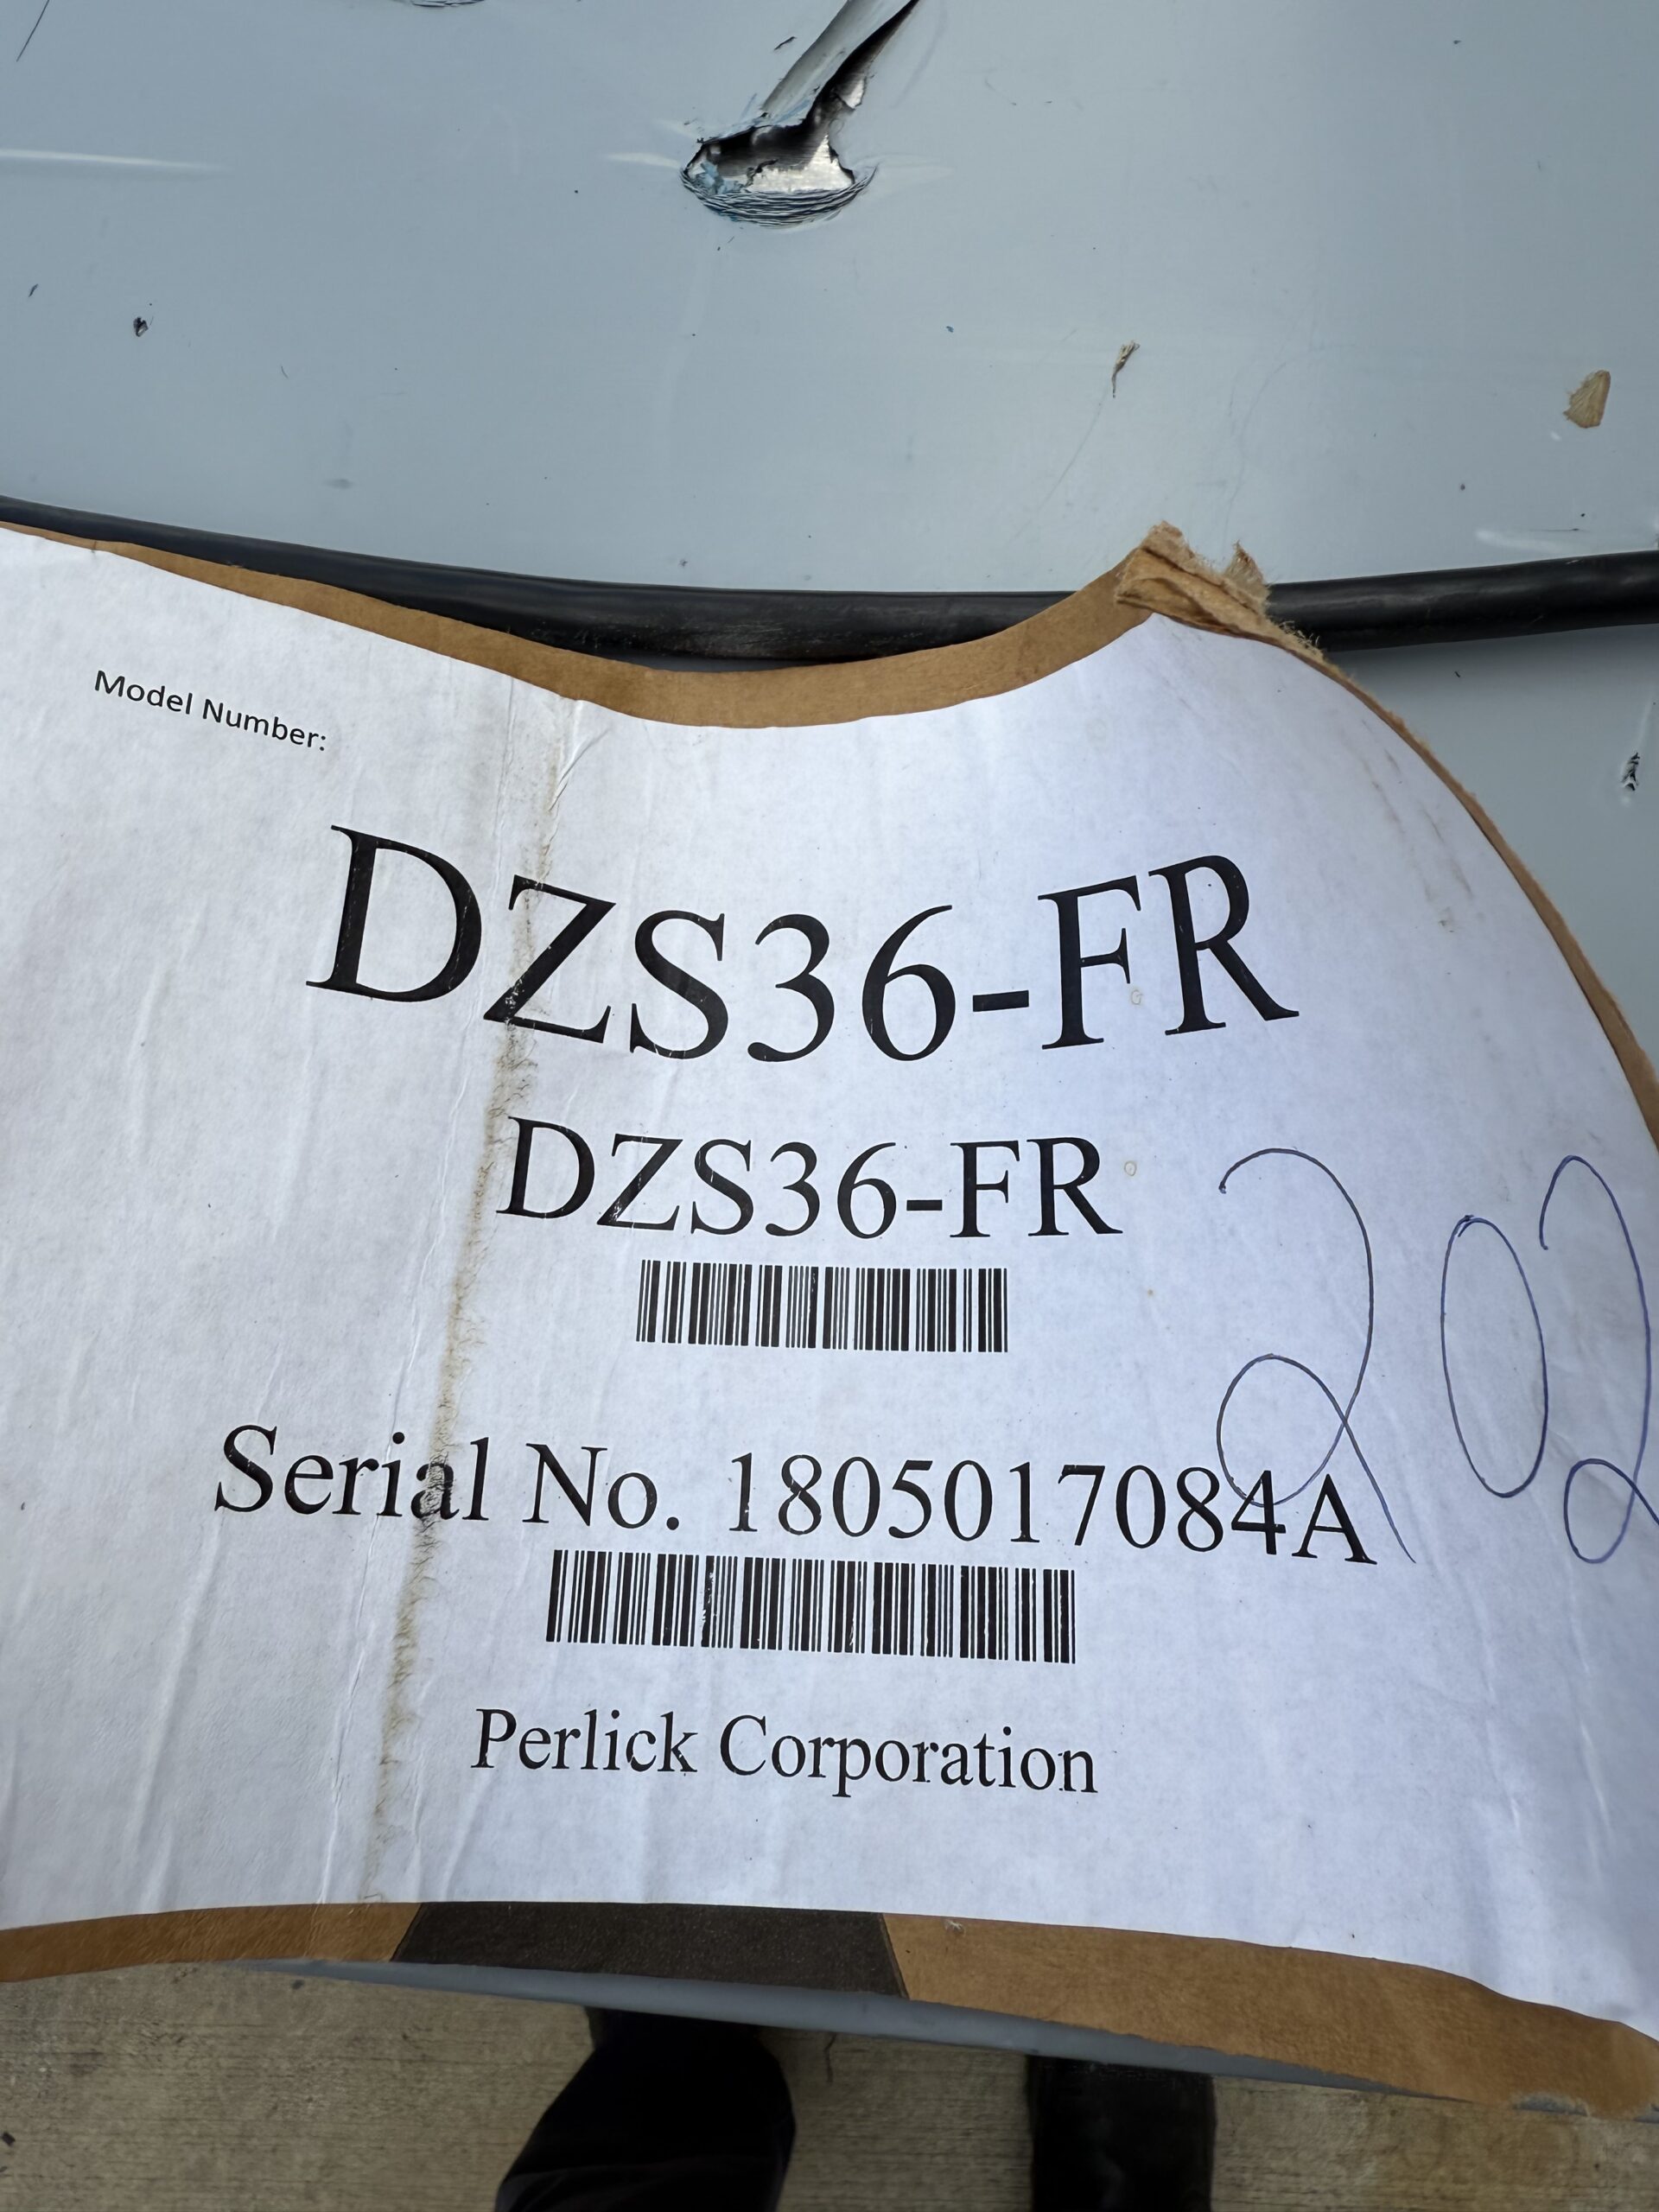 Model Number:
DZS36-FR
DZS36-FR
202
Serial No. 1805017084A
Perlick Corporation